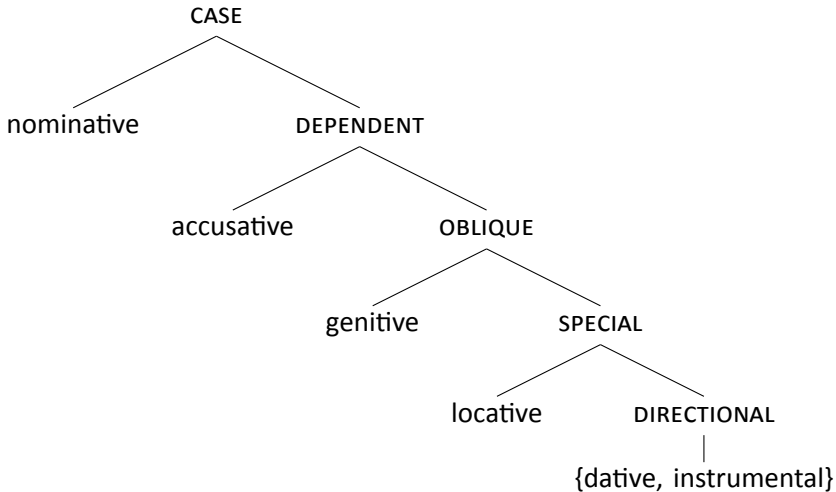 CASE
nominative DEPENDENT
accusative OBLIQUE
genitive SPECIAL
locative DIRECTIONAL
{dative, instrumental}